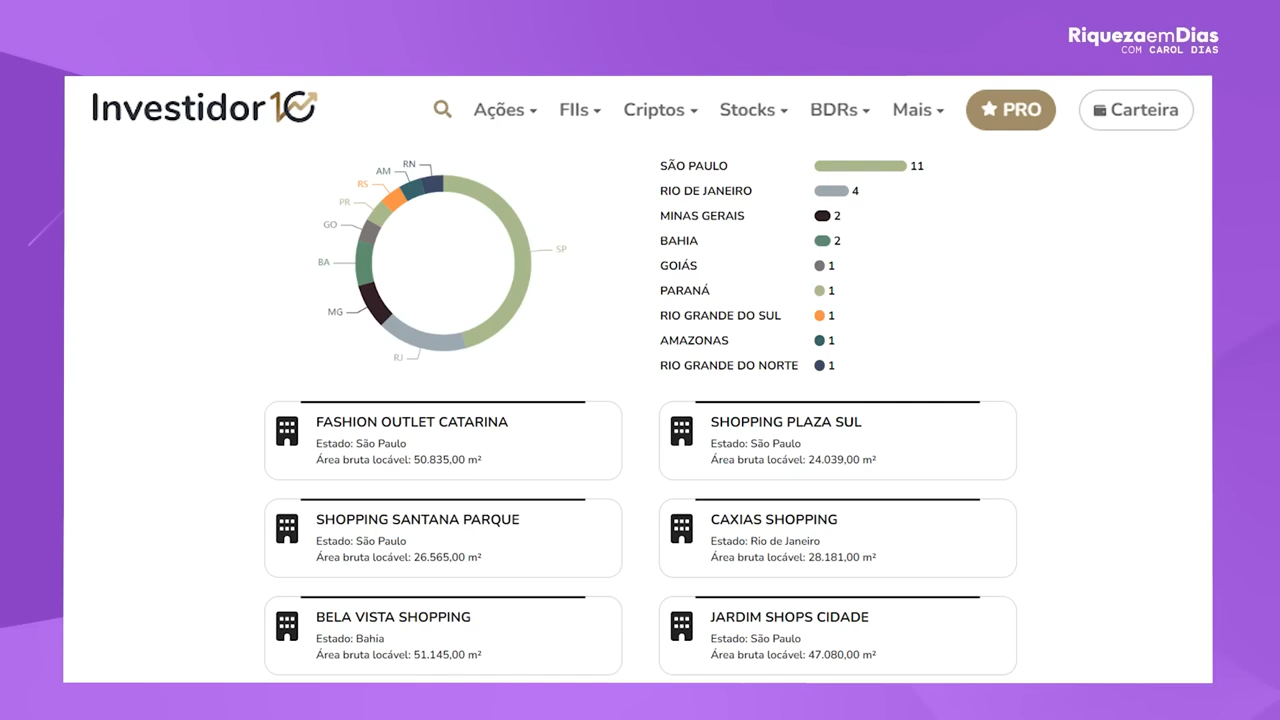 RiquezaemDias
COM CAROL DIAS
Investidor 10
Ações
FIIs
Criptos
Stocks
BDRs
Mais
PRO
Carteira
RN
AM
RS
PR
GO
BA
MG
RJ
SP
SÃO PAULO 11
RIO DE JANEIRO 4
MINAS GERAIS 2
BAHIA 2
GOIÁS 1
PARANÁ 1
RIO GRANDE DO SUL 1
AMAZONAS 1
RIO GRANDE DO NORTE 1
FASHION OUTLET CATARINA
Estado: São Paulo
Área bruta locável: 50.835,00 m²
SHOPPING PLAZA SUL
Estado: São Paulo
Área bruta locável: 24.039,00 m²
SHOPPING SANTANA PARQUE
Estado: São Paulo
Área bruta locável: 26.565,00 m²
CAXIAS SHOPPING
Estado: Rio de Janeiro
Área bruta locável: 28.181,00 m²
BELA VISTA SHOPPING
Estado: Bahia
Área bruta locável: 51.145,00 m²
JARDIM SHOPS CIDADE
Estado: São Paulo
Área bruta locável: 47.080,00 m²